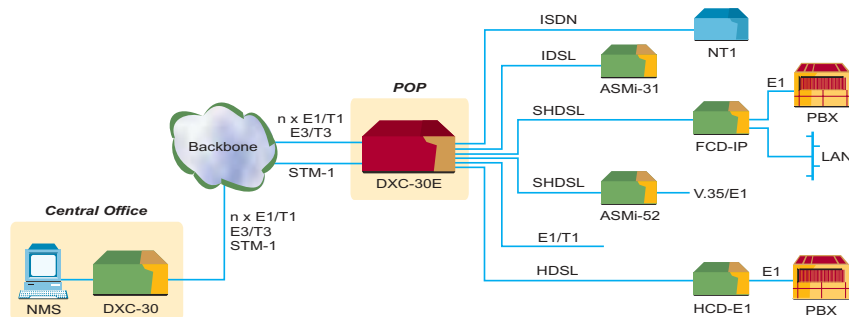 ISDN
NT1
IDSL
ASMi-31
POP
n x E1/T1
E3/T3
STM-1
DXC-30E
Backbone
SHDSL
FCD-IP
E1
PBX
LAN
SHDSL
ASMi-52
V.35/E1
E1/T1
HDSL
HCD-E1
E1
PBX
Central Office
n x E1/T1
E3/T3
STM-1
NMS
DXC-30